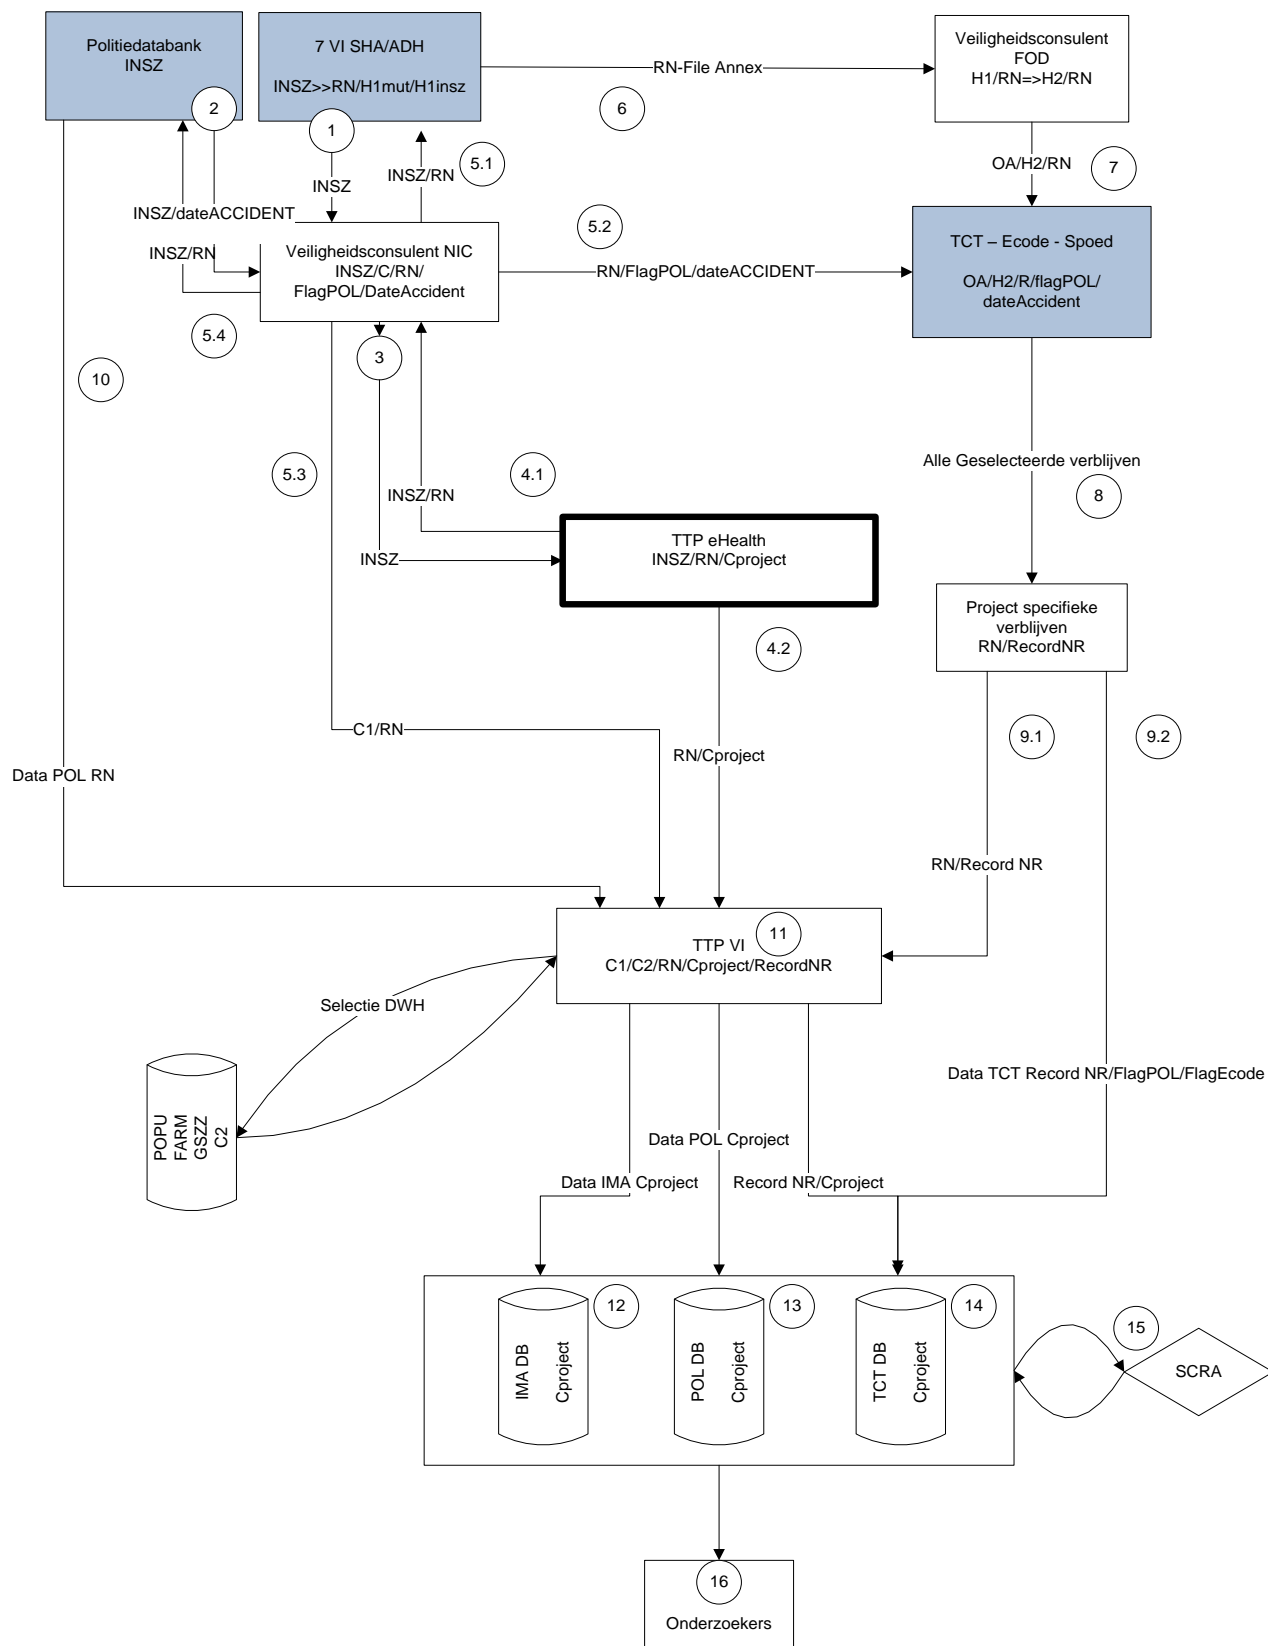 Politiedatabank
INSZ
7 VI SHA/ADH
INSZ>>RN/H1mut/H1insz
Veiligheidsconsulent
FOD
H1/RN=>H2/RN
RN-File Annex
6
2
1
5.1
INSZ
INSZ/RN
OA/H2/RN
7
INSZ/dateACCIDENT
INSZ/RN
Veiligheidsconsulent NIC
INSZ/C/RN/
FlagPOL/DateAccident
5.2
RN/FlagPOL/dateACCIDENT
TCT – Ecode - Spoed
OA/H2/R/flagPOL/
dateAccident
5.4
3
10
5.3
4.1
INSZ/RN
Alle Geselecteerde verblijven
8
INSZ
TTP eHealth
INSZ/RN/Cproject
Project specifieke
verblijven
RN/RecordNR
4.2
C1/RN
RN/Cproject
9.1
9.2
Data POL RN
RN/Record NR
11
TTP VI
C1/C2/RN/Cproject/RecordNR
Selectie DWH
POPU
FARM
GSZZ
C2
Data TCT Record NR/FlagPOL/FlagEcode
Data POL Cproject
Data IMA Cproject
Record NR/Cproject
12
13
14
15
IMA DB
Cproject
POL DB
Cproject
TCT DB
Cproject
SCRA
16
Onderzoekers